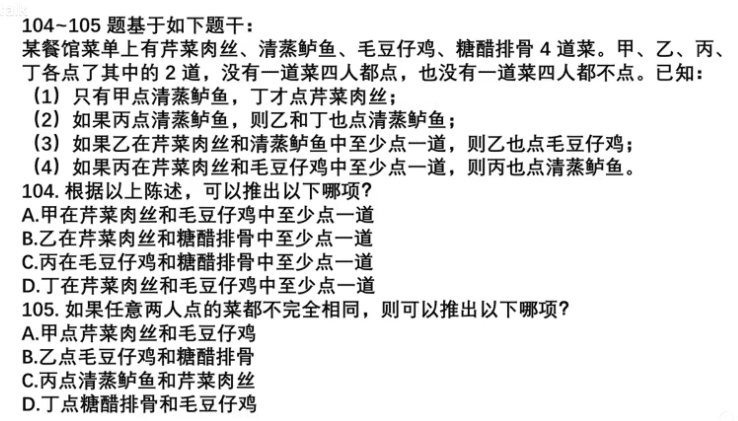 104~105 题基于如下题干：
某餐馆菜单上有芹菜肉丝、清蒸鲈鱼、毛豆仔鸡、糖醋排骨 4 道菜。甲、乙、丙、
丁各点了其中的 2 道，没有一道菜四人都点，也没有一道菜四人都不点。已知：
（1）只有甲点清蒸鲈鱼，丁才点芹菜肉丝；
（2）如果丙点清蒸鲈鱼，则乙和丁也点清蒸鲈鱼；
（3）如果乙在芹菜肉丝和清蒸鲈鱼中至少点一道，则乙也点毛豆仔鸡；
（4）如果丙在芹菜肉丝和毛豆仔鸡中至少点一道，则丙也点清蒸鲈鱼。
104. 根据以上陈述，可以推出以下哪项？
A.甲在芹菜肉丝和毛豆仔鸡中至少点一道
B.乙在芹菜肉丝和糖醋排骨中至少点一道
C.丙在毛豆仔鸡和糖醋排骨中至少点一道
D.丁在芹菜肉丝和毛豆仔鸡中至少点一道
105. 如果任意两人点的菜都不完全相同，则可以推出以下哪项？
A.甲点芹菜肉丝和毛豆仔鸡
B.乙点毛豆仔鸡和糖醋排骨
C.丙点清蒸鲈鱼和芹菜肉丝
D.丁点糖醋排骨和毛豆仔鸡